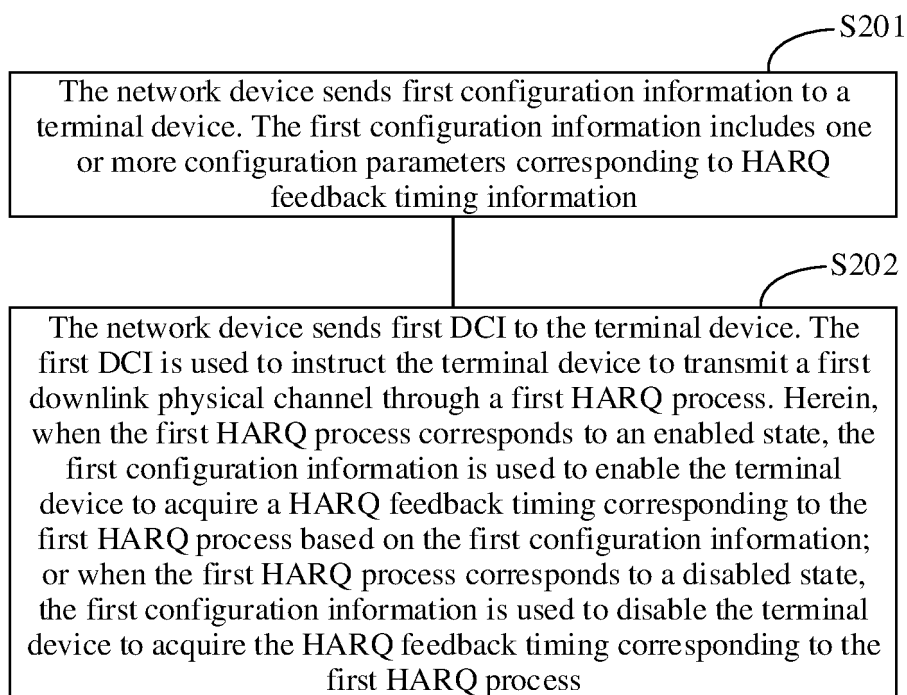 S201
The network device sends first configuration information to a
terminal device. The first configuration information includes one
or more configuration parameters corresponding to HARQ
feedback timing information
S202
The network device sends first DCI to the terminal device. The
first DCI is used to instruct the terminal device to transmit a first
downlink physical channel through a first HARQ process. Herein,
when the first HARQ process corresponds to an enabled state, the
first configuration information is used to enable the terminal
device to acquire a HARQ feedback timing corresponding to the
first HARQ process based on the first configuration information;
or when the first HARQ process corresponds to a disabled state,
the first configuration information is used to disable the terminal
device to acquire the HARQ feedback timing corresponding to the
first HARQ process